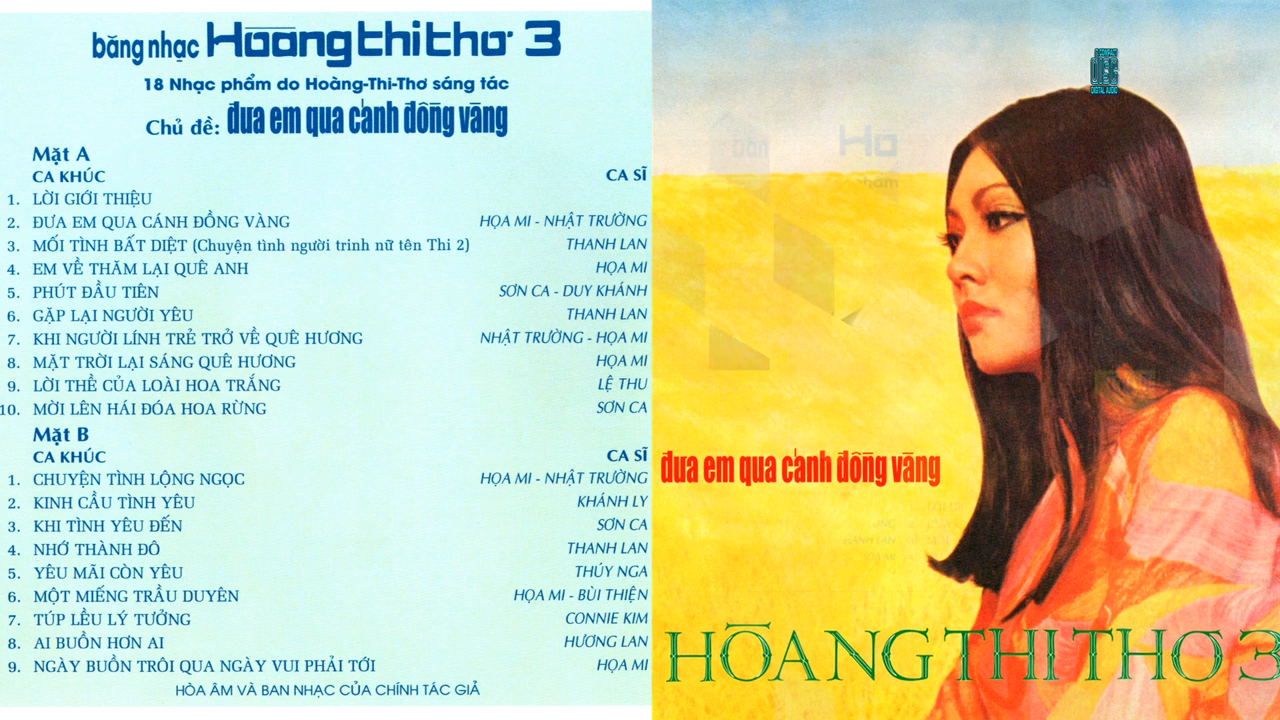 băng nhạc Hoàng thi thơ 3
18 Nhạc phẩm do Hoàng-Thi-Thơ sáng tác
Chủ đề: đưa em qua cánh đồng vàng
Mặt A
CA KHÚC CA SĨ
1. LỜI GIỚI THIỆU
2. ĐƯA EM QUA CÁNH ĐỒNG VÀNG HỌA MI - NHẬT TRƯỜNG
3. MỐI TÌNH BẤT DIỆT (Chuyện tình người trinh nữ tên Thi 2) THANH LAN
4. EM VỀ THĂM LẠI QUÊ ANH HỌA MI
5. PHÚT ĐẦU TIÊN SƠN CA - DUY KHÁNH
6. GẶP LẠI NGƯỜI YÊU THANH LAN
7. KHI NGƯỜI LÍNH TRẺ TRỞ VỀ QUÊ HƯƠNG NHẬT TRƯỜNG - HỌA MI
8. MẶT TRỜI LẠI SÁNG QUÊ HƯƠNG HỌA MI
9. LỜI THỀ CỦA LOÀI HOA TRẮNG LỆ THU
10. MỜI LÊN HÁI ĐÓA HOA RỪNG SƠN CA
Mặt B
CA KHÚC CA SĨ
1. CHUYỆN TÌNH LỘNG NGỌC HỌA MI - NHẬT TRƯỜNG
2. KINH CẦU TÌNH YÊU KHÁNH LY
3. KHI TÌNH YÊU ĐẾN SƠN CA
4. NHỚ THÀNH ĐÔ THANH LAN
5. YÊU MÃI CÒN YÊU THÚY NGA
6. MỘT MIẾNG TRẦU DUYÊN HỌA MI - BÙI THIỆN
7. TÚP LỀU LÝ TƯỞNG CONNIE KIM
8. AI BUỒN HƠN AI HƯƠNG LAN
9. NGÀY BUỒN TRÔI QUA NGÀY VUI PHẢI TỚI HỌA MI
HÒA ÂM VÀ BAN NHẠC CỦA CHÍNH TÁC GIẢ
COMPACT
disc
DIGITAL AUDIO
đưa em qua cánh đồng vàng
HOÀNG THI THƠ 3